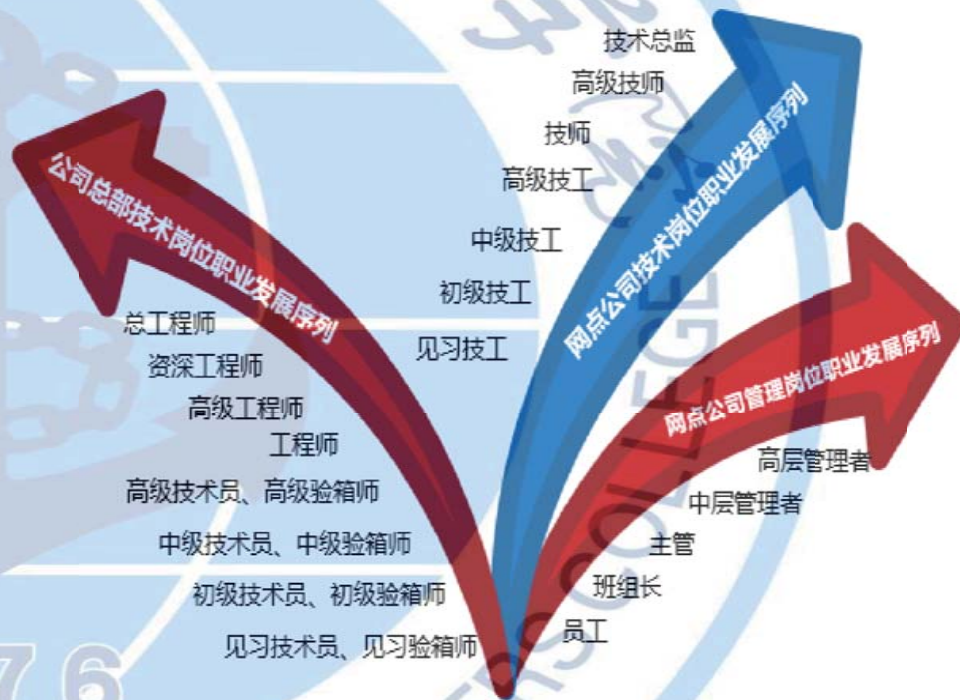 公司总部技术岗位职业发展序列
总工程师
资深工程师
高级工程师
工程师
高级技术员、高级验箱师
中级技术员、中级验箱师
初级技术员、初级验箱师
见习技术员、见习验箱师
网点公司技术岗位职业发展序列
技术总监
高级技师
技师
高级技工
中级技工
初级技工
见习技工
网点公司管理岗位职业发展序列
高层管理者
中层管理者
主管
班组长
员工
76
COLLEGE